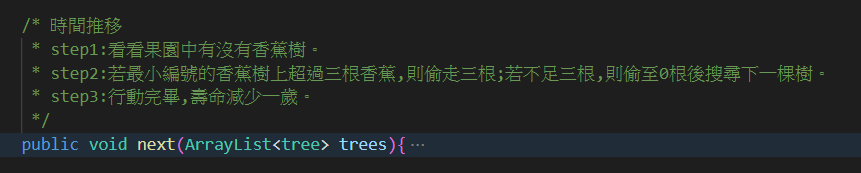 /* 時間推移
* step1:看看果園中有沒有香蕉樹。
* step2:若最小編號的香蕉樹上超過三根香蕉,則偷走三根;若不足三根,則偷至0根後搜尋下一棵樹。
* step3:行動完畢,壽命減少一歲。
*/
public void next(ArrayList<tree> trees){ ⋯